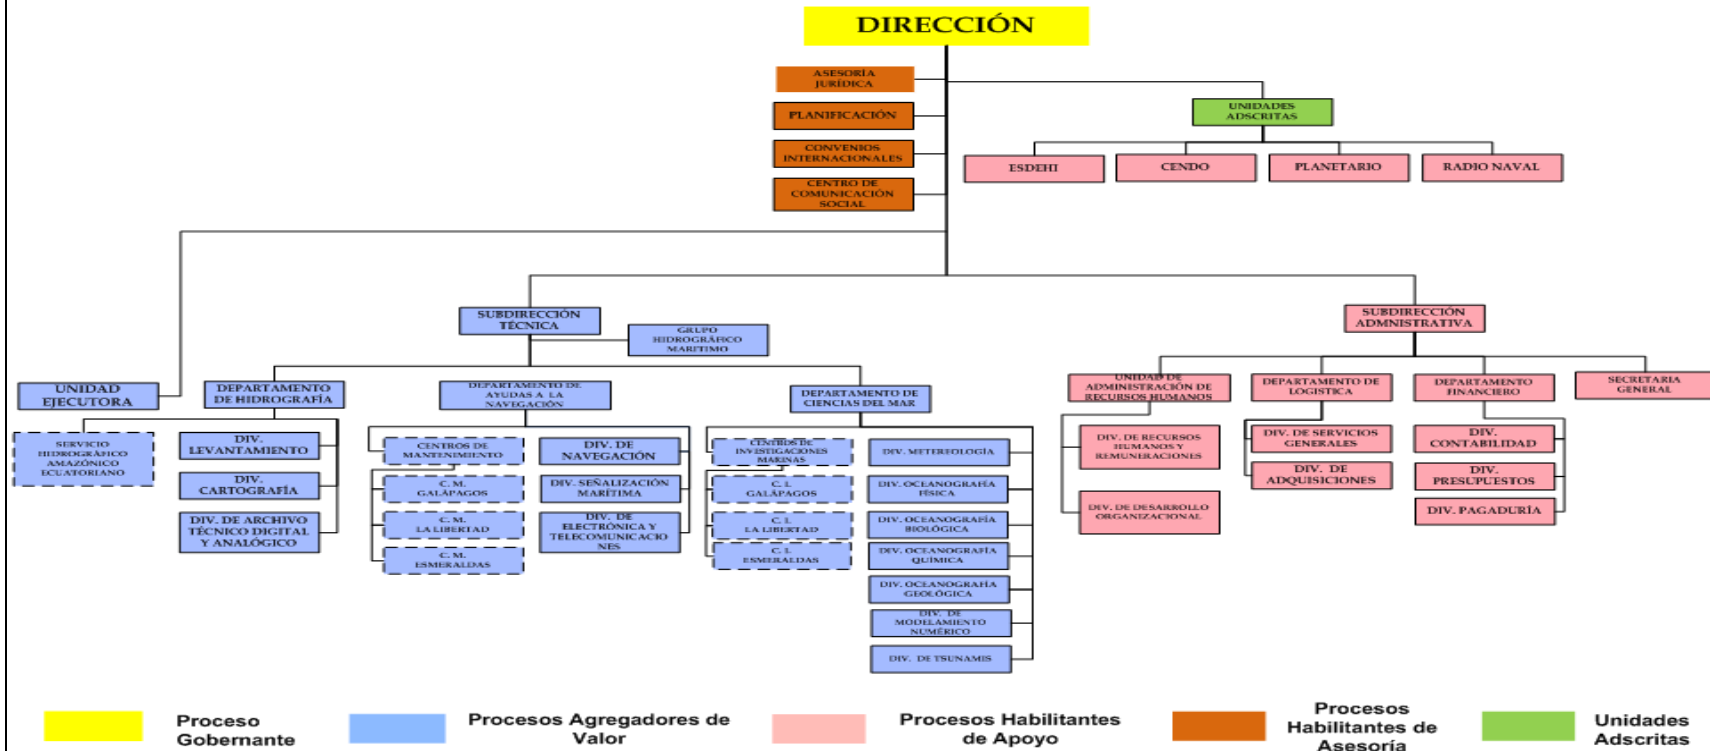 DIRECCIÓN
ASESORÍA
JURÍDICA
PLANIFICACIÓN
CONVENIOS
INTERNACIONALES
CENTRO DE
COMUNICACIÓN
SOCIAL
UNIDADES
ADSCRITAS
ESDEHI
CENDO
PLANETARIO
RADIO NAVAL
SUBDIRECCIÓN
TÉCNICA
GRUPO
HIDROGRÁFICO
MARITIMO
SUBDIRECCIÓN
ADMNISTRATIVA
UNIDAD
EJECUTORA
SERVICIO
HIDROGRÁFICO
AMAZÓNICO
ECUATORIANO
DEPARTAMENTO
DE HIDROGRAFÍA
DIV.
LEVANTAMIENTO
DIV.
CARTOGRAFÍA
DIV. DE ARCHIVO
TÉCNICO DIGITAL
Y ANALÓGICO
DEPARTAMENTO DE
AYUDAS A LA
NAVEGACIÓN
CENTROS DE
MANTENIMIENTO
C. M.
GALÁPAGOS
C. M.
LA LIBERTAD
C. M.
ESMERALDAS
DIV. DE
NAVEGACIÓN
DIV. SEÑALIZACIÓN
MARÍTIMA
DIV. DE
ELECTRÓNICA Y
TELECOMUNICACIO
NES
DEPARTAMENTO DE
CIENCIAS DEL MAR
CENTROS DE
INVESTIGACIONES
MARINAS
C. I.
GALÁPAGOS
C. I.
LA LIBERTAD
C. I.
ESMERALDAS
DIV. METEREOLOGÍA
DIV. OCEANOGRAFÍA
FÍSICA
DIV. OCEANOGRAFÍA
BIOLÓGICA
DIV. OCEANOGRAFÍA
QUÍMICA
DIV. OCEANOGRAFÍA
GEOLÓGICA
DIV. DE
MODELAMIENTO
NUMÉRICO
DIV. DE TSUNAMIS
UNIDAD DE
ADMINISTRACIÓN DE
RECURSOS HUMANOS
DIV. DE RECURSOS
HUMANOS Y
REMUNERACIONES
DIV. DE DESARROLLO
ORGANIZACIONAL
DEPARTAMENTO DE
LOGISTICA
DIV. DE SERVICIOS
GENERALES
DIV. DE
ADQUISICIONES
DEPARTAMENTO
FINANCIERO
DIV.
CONTABILIDAD
DIV.
PRESUPUESTOS
DIV. PAGADURÍA
SECRETARIA
GENERAL
Proceso
Gobernante
Procesos Agregadores de
Valor
Procesos Habilitantes
de Apoyo
Procesos
Habilitantes de
Asesoría
Unidades
Adscritas